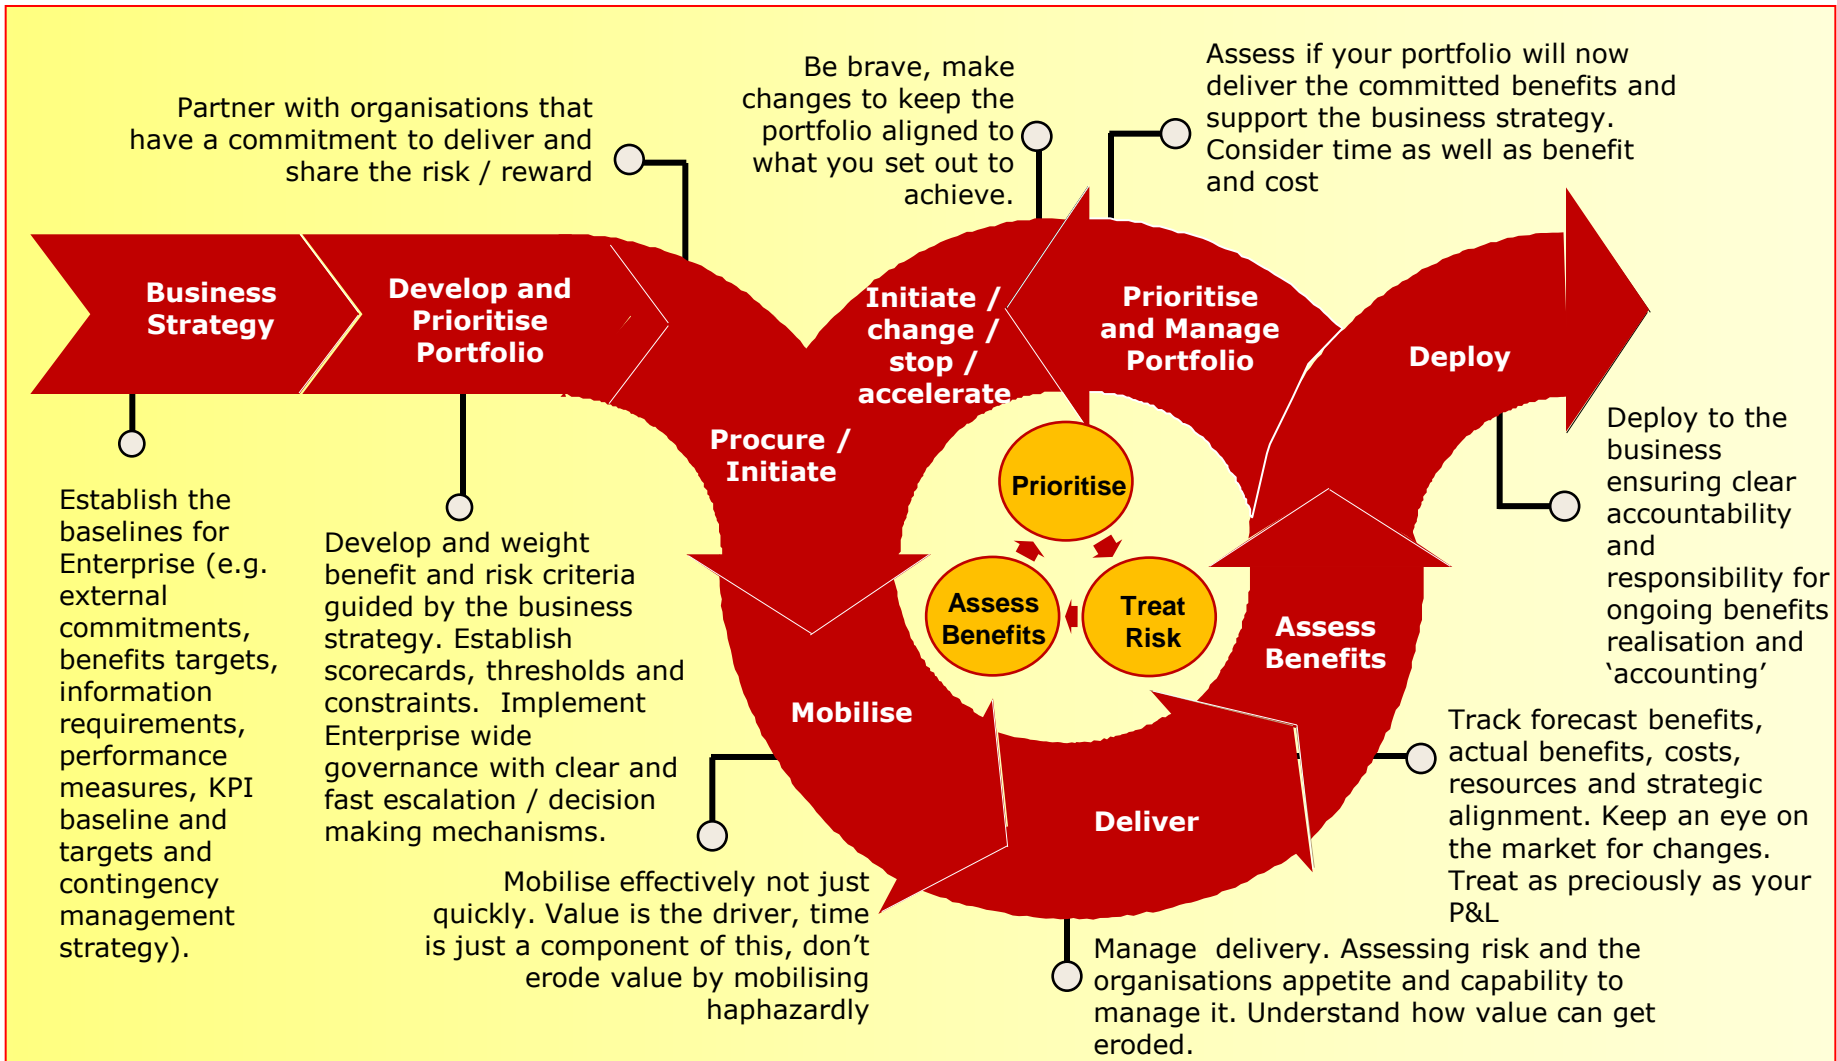 Partner with organisations that
have a commitment to deliver and
share the risk / reward
Be brave, make
changes to keep the
portfolio aligned to
what you set out to
achieve.
Assess if your portfolio will now
deliver the committed benefits and
support the business strategy.
Consider time as well as benefit
and cost
Business
Strategy
Develop and
Prioritise
Portfolio
Procure /
Initiate
Initiate /
change /
stop /
accelerate
Prioritise
and Manage
Portfolio
Deploy
Prioritise
Assess
Benefits
Treat
Risk
Assess
Benefits
Mobilise
Deliver
Establish the
baselines for
Enterprise (e.g.
external
commitments,
benefits targets,
information
requirements,
performance
measures, KPI
baseline and
targets and
contingency
management
strategy).
Develop and weight
benefit and risk criteria
guided by the business
strategy. Establish
scorecards, thresholds and
constraints.  Implement
Enterprise wide
governance with clear and
fast escalation / decision
making mechanisms.
Mobilise effectively not just
quickly. Value is the driver, time
is just a component of this, don’t
erode value by mobilising
haphazardly
Manage  delivery. Assessing risk and the
organisations appetite and capability to
manage it. Understand how value can get
eroded.
Track forecast benefits,
actual benefits, costs,
resources and strategic
alignment. Keep an eye on
the market for changes.
Treat as preciously as your
P&L
Deploy to the
business
ensuring clear
accountability
and
responsibility for
ongoing benefits
realisation and
‘accounting’